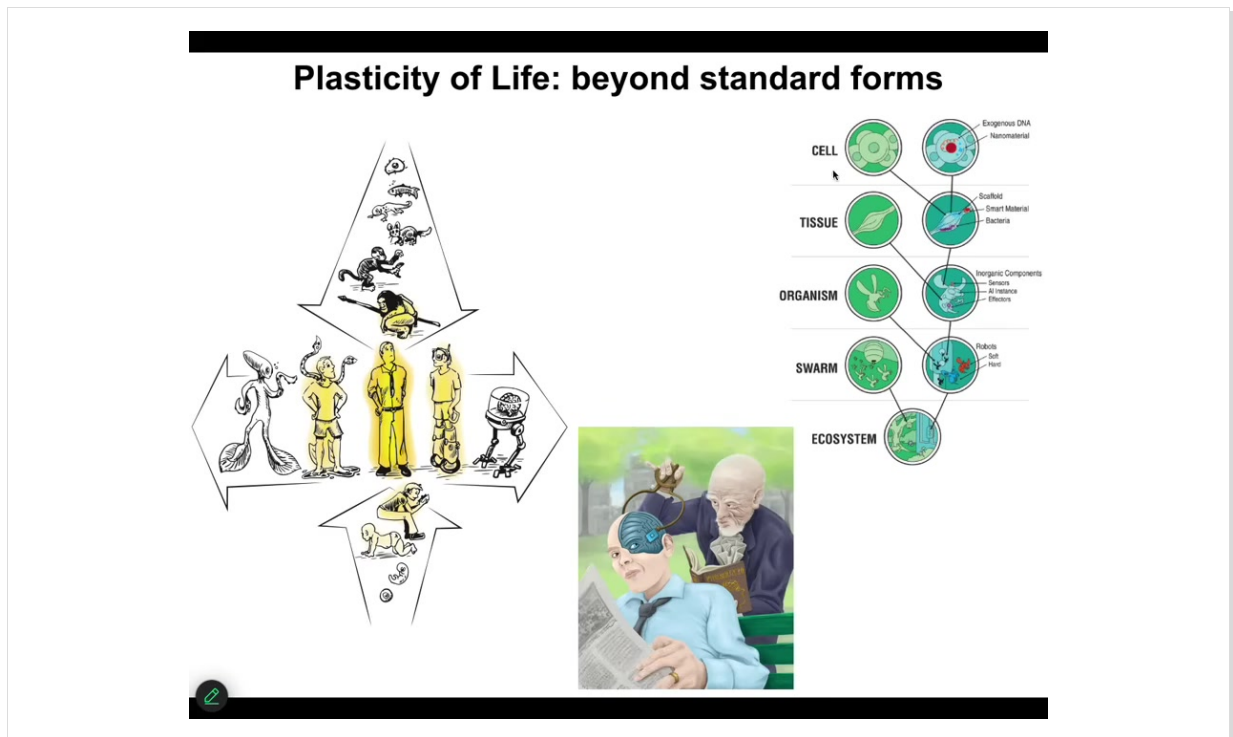 Plasticity of Life: beyond standard forms
CELL
Exogenous DNA
Nanomaterial
TISSUE
Scaffold
Smart Material
Bacteria
ORGANISM
Inorganic Components
Sensors
AI Instance
Effectors
SWARM
Robots
Soft
Hard
ECOSYSTEM